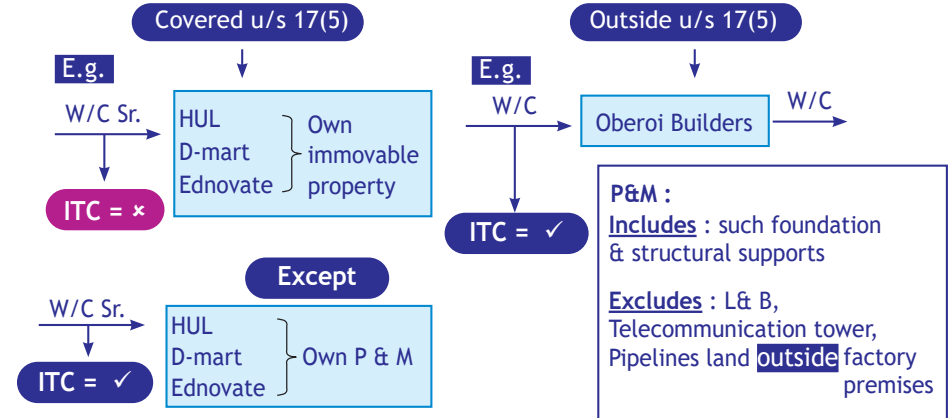 Covered u/s 17(5)
E.g.
W/C Sr.
HUL
D-mart
Ednovate
Own
immovable
property
ITC = ×
Except
W/C Sr.
HUL
D-mart
Ednovate
Own P & M
ITC = ✓
Outside u/s 17(5)
E.g.
W/C
Oberoi Builders
W/C
ITC = ✓
P&M :
Includes : such foundation
& structural supports
Excludes : L& B,
Telecommunication tower,
Pipelines land outside factory
premises